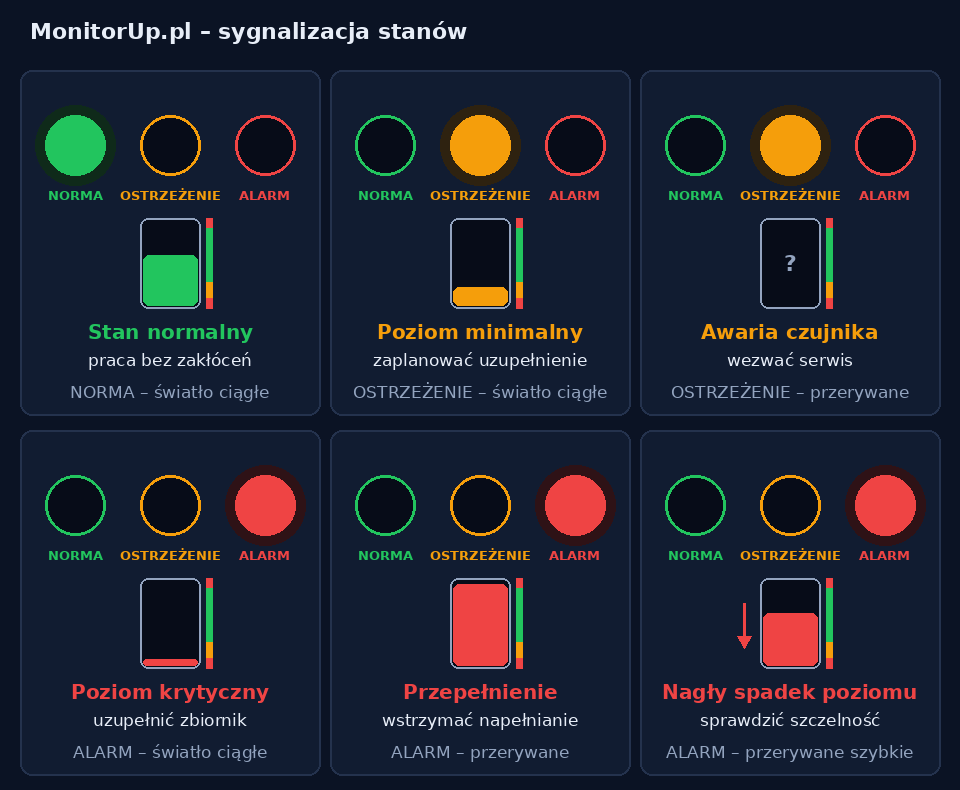 MonitorUp.pl – sygnalizacja stanów
NORMA OSTRZEŻENIE ALARM
Stan normalny
praca bez zakłóceń
NORMA – światło ciągłe
NORMA OSTRZEŻENIE ALARM
Poziom minimalny
zaplanować uzupełnienie
OSTRZEŻENIE – światło ciągłe
NORMA OSTRZEŻENIE ALARM
?
Awaria czujnika
wezwać serwis
OSTRZEŻENIE – przerywane
NORMA OSTRZEŻENIE ALARM
Poziom krytyczny
uzupełnić zbiornik
ALARM – światło ciągłe
NORMA OSTRZEŻENIE ALARM
Przepełnienie
wstrzymać napełnianie
ALARM – przerywane
NORMA OSTRZEŻENIE ALARM
Nagły spadek poziomu
sprawdzić szczelność
ALARM – przerywane szybkie